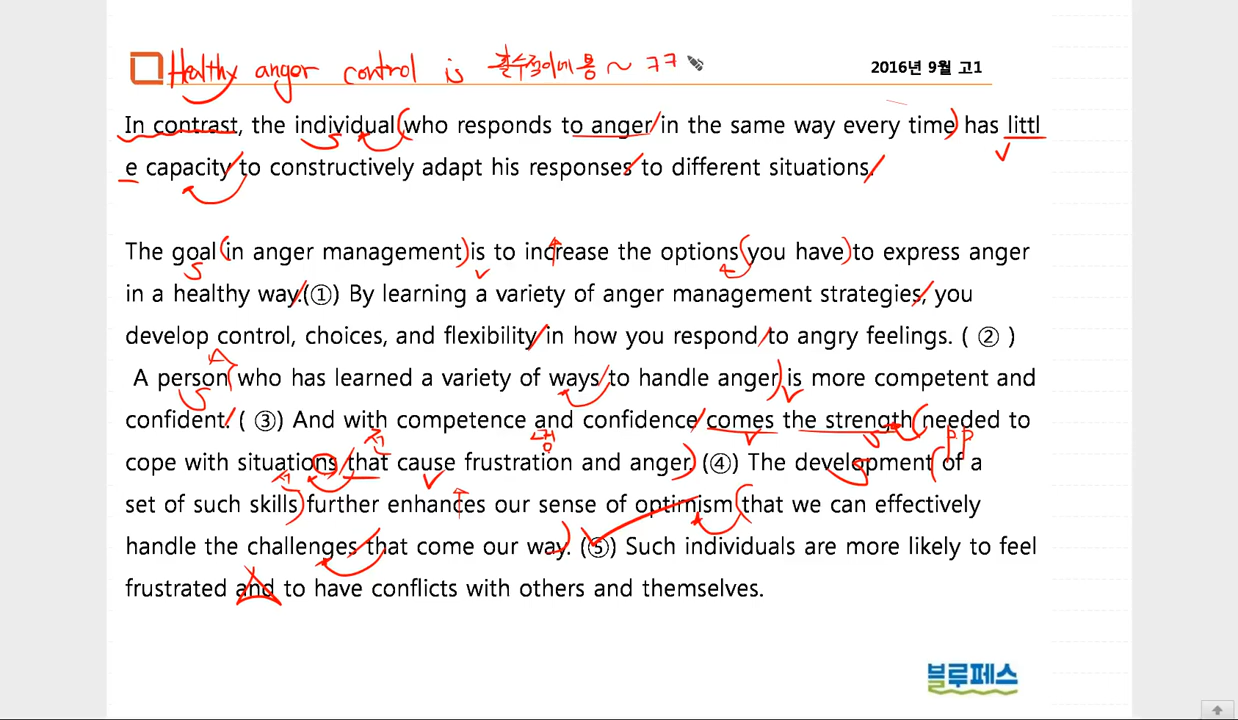 Healthy anger control is 필수적이에용 ~ ㅋㅋ
2016년 9월 고1
In contrast, the individual who responds to anger in the same way every time has littl
e capacity to constructively adapt his responses to different situations.
The goal in anger management is to increase the options you have to express anger
in a healthy way.(①) By learning a variety of anger management strategies, you
develop control, choices, and flexibility in how you respond to angry feelings. ( ② )
A person who has learned a variety of ways to handle anger is more competent and
confident. ( ③ ) And with competence and confidence comes the strength needed to
cope with situations that cause frustration and anger. (④) The development of a
set of such skills further enhances our sense of optimism that we can effectively
handle the challenges that come our way. (⑤) Such individuals are more likely to feel
frustrated and to have conflicts with others and themselves.
블루페스